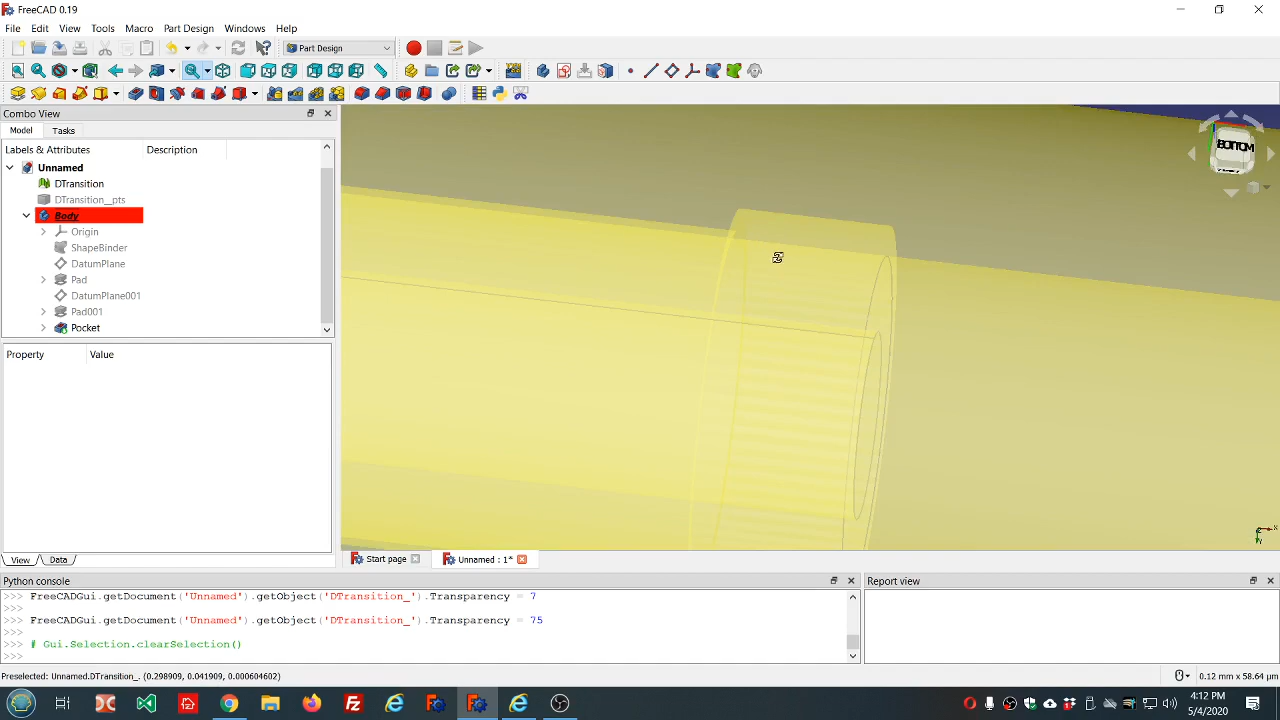 FreeCAD 0.19
File Edit View Tools Macro Part Design Windows Help
Part Design
Combo View
Model Tasks
Labels & Attributes Description
Unnamed
DTransition
DTransition__pts
Body
Origin
ShapeBinder
DatumPlane
Pad
DatumPlane001
Pad001
Pocket
Property Value
View Data
BOTTOM
Start page Unnamed : 1*
Python console
>>> FreeCADGui.getDocument('Unnamed').getObject('DTransition_').Transparency = 7
>>>
>>> FreeCADGui.getDocument('Unnamed').getObject('DTransition_').Transparency = 75
>>>
>>> # Gui.Selection.clearSelection()
>>>
Report view
Preselected: Unnamed.DTransition_. (0.298909, 0.041909, 0.000604602)
0.12 mm x 58.64 µm
4:12 PM
5/4/2020